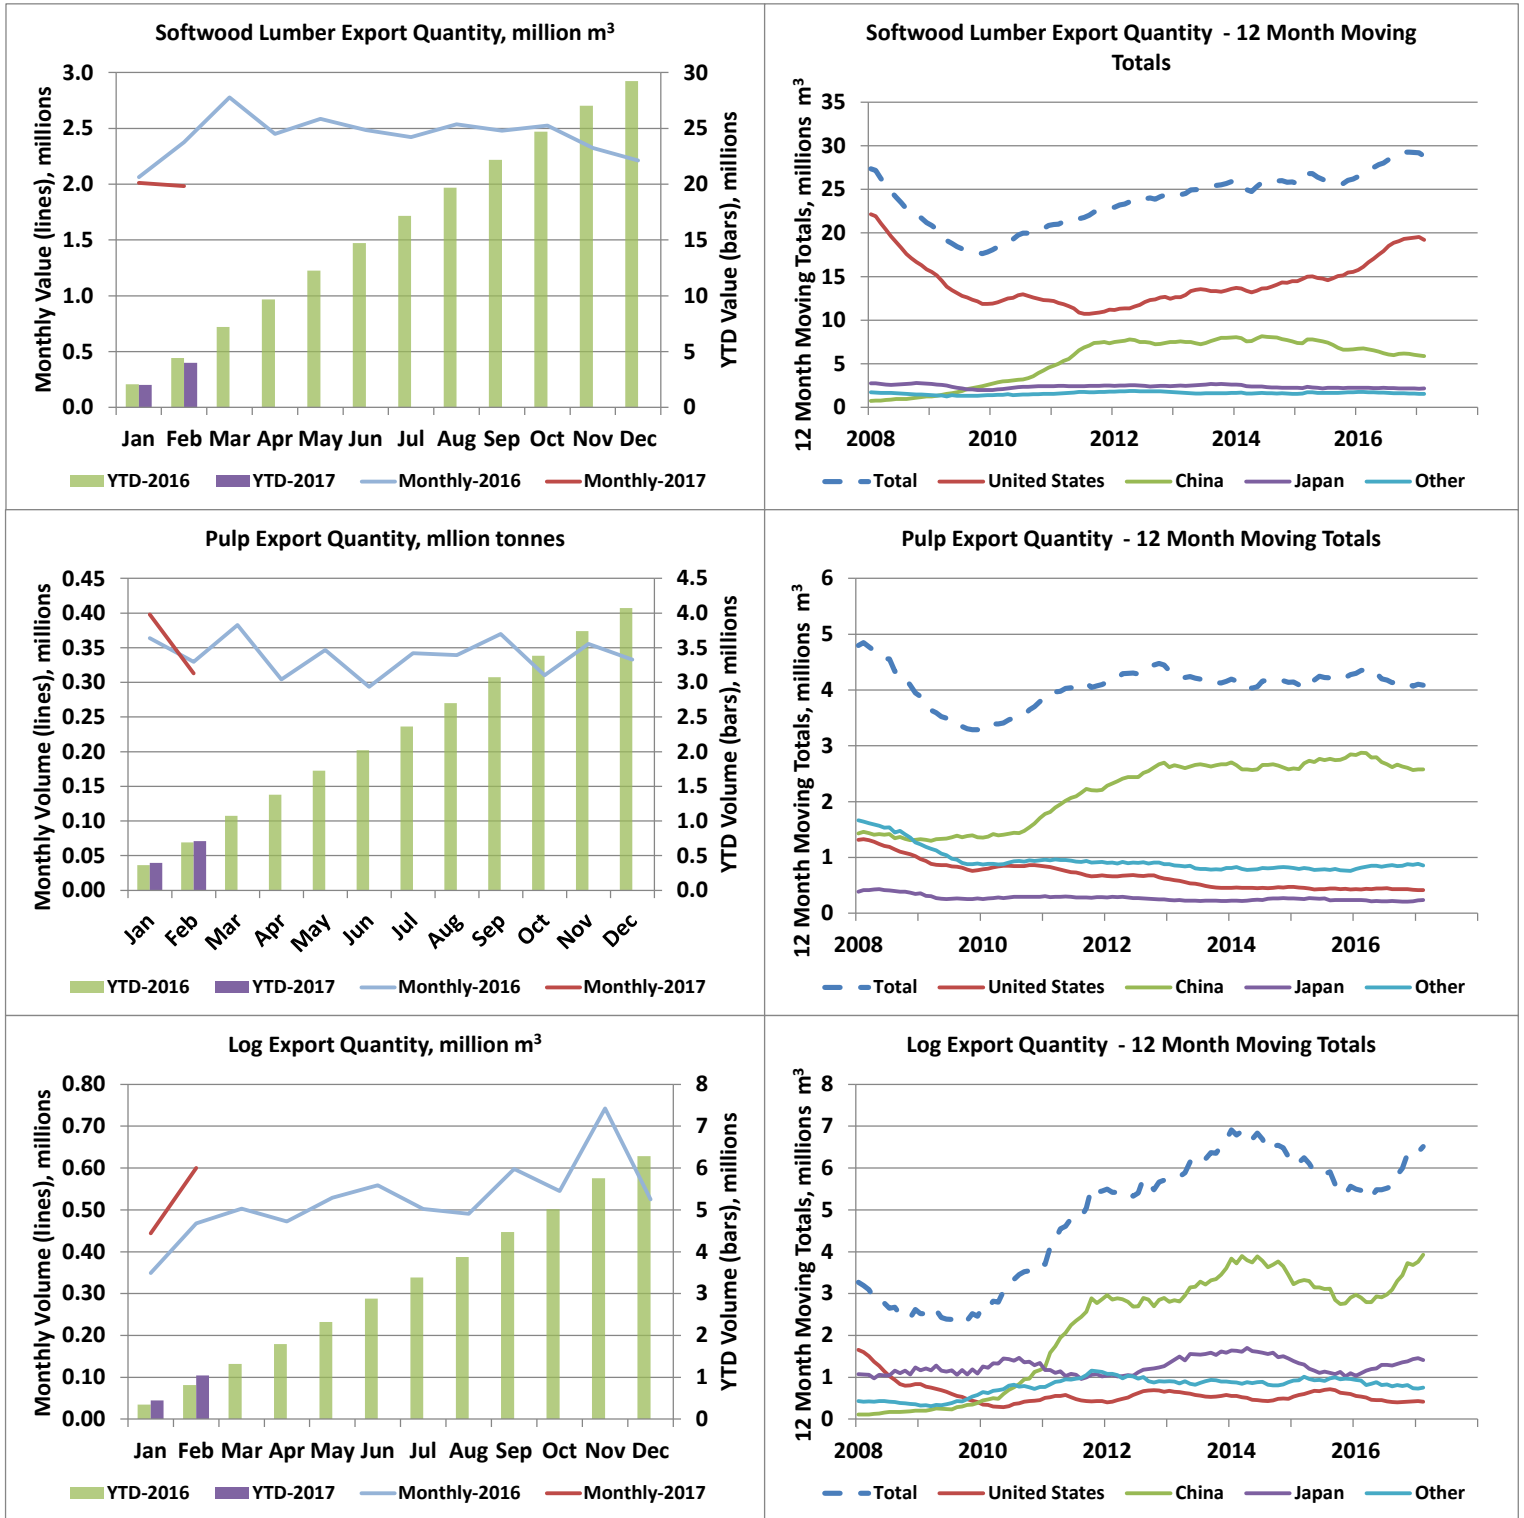 Softwood Lumber Export Quantity, million m³
Monthly Value (lines), millions
3.0
2.5
2.0
1.5
1.0
0.5
0.0
30
25
20
15
10
5
0
YTD Value (bars), millions
Jan Feb Mar Apr May Jun Jul Aug Sep Oct Nov Dec
YTD-2016 YTD-2017 Monthly-2016 Monthly-2017
Softwood Lumber Export Quantity - 12 Month Moving
Totals
12 Month Moving Totals, millions m³
35
30
25
20
15
10
5
0
2008 2010 2012 2014 2016
Total United States China Japan Other
Pulp Export Quantity, mllion tonnes
Monthly Volume (lines), millions
0.45
0.40
0.35
0.30
0.25
0.20
0.15
0.10
0.05
0.00
4.5
4.0
3.5
3.0
2.5
2.0
1.5
1.0
0.5
0.0
YTD Volume (bars), millions
Jan Feb Mar Apr May Jun Jul Aug Sep Oct Nov Dec
YTD-2016 YTD-2017 Monthly-2016 Monthly-2017
Pulp Export Quantity - 12 Month Moving Totals
12 Month Moving Totals, millions m³
6
5
4
3
2
1
0
2008 2010 2012 2014 2016
Total United States China Japan Other
Log Export Quantity, million m³
Monthly Volume (lines), millions
0.80
0.70
0.60
0.50
0.40
0.30
0.20
0.10
0.00
8
7
6
5
4
3
2
1
0
YTD Volume (bars), millions
Jan Feb Mar Apr May Jun Jul Aug Sep Oct Nov Dec
YTD-2016 YTD-2017 Monthly-2016 Monthly-2017
Log Export Quantity - 12 Month Moving Totals
12 Month Moving Totals, millions m³
8
7
6
5
4
3
2
1
0
2008 2010 2012 2014 2016
Total United States China Japan Other